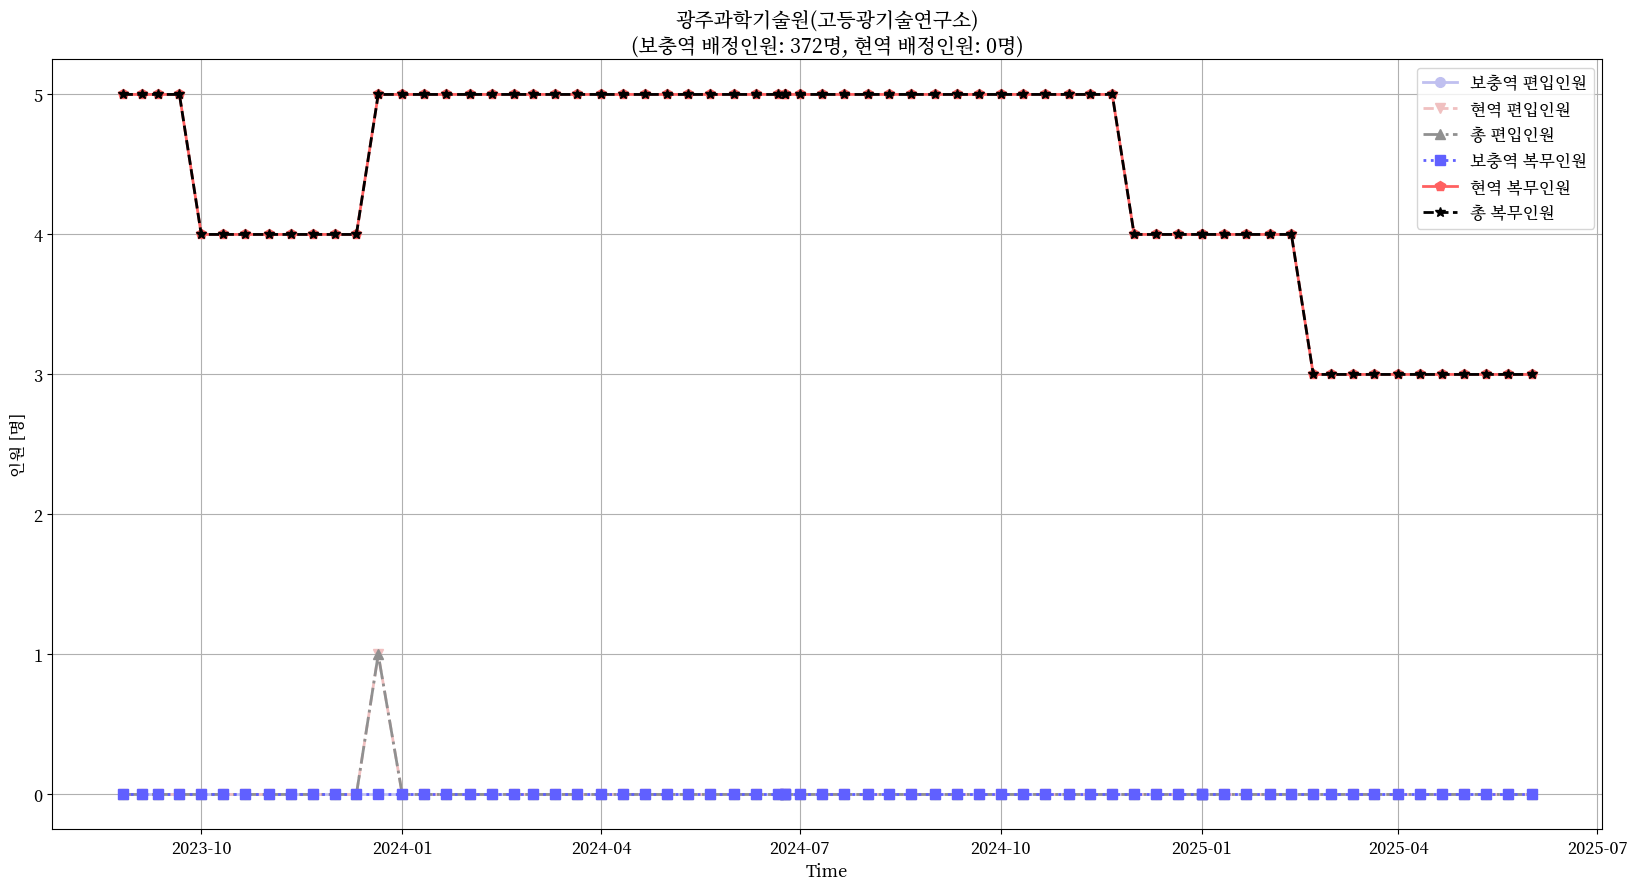 광주과학기술원(고등광기술연구소)
(보충역 배정인원: 372명, 현역 배정인원: 0명)
보충역 편입인원
현역 편입인원
총 편입인원
보충역 복무인원
현역 복무인원
총 복무인원
5
4
3
2
1
0
인원 [명]
2023-10 2024-01 2024-04 2024-07 2024-10 2025-01 2025-04 2025-07
Time